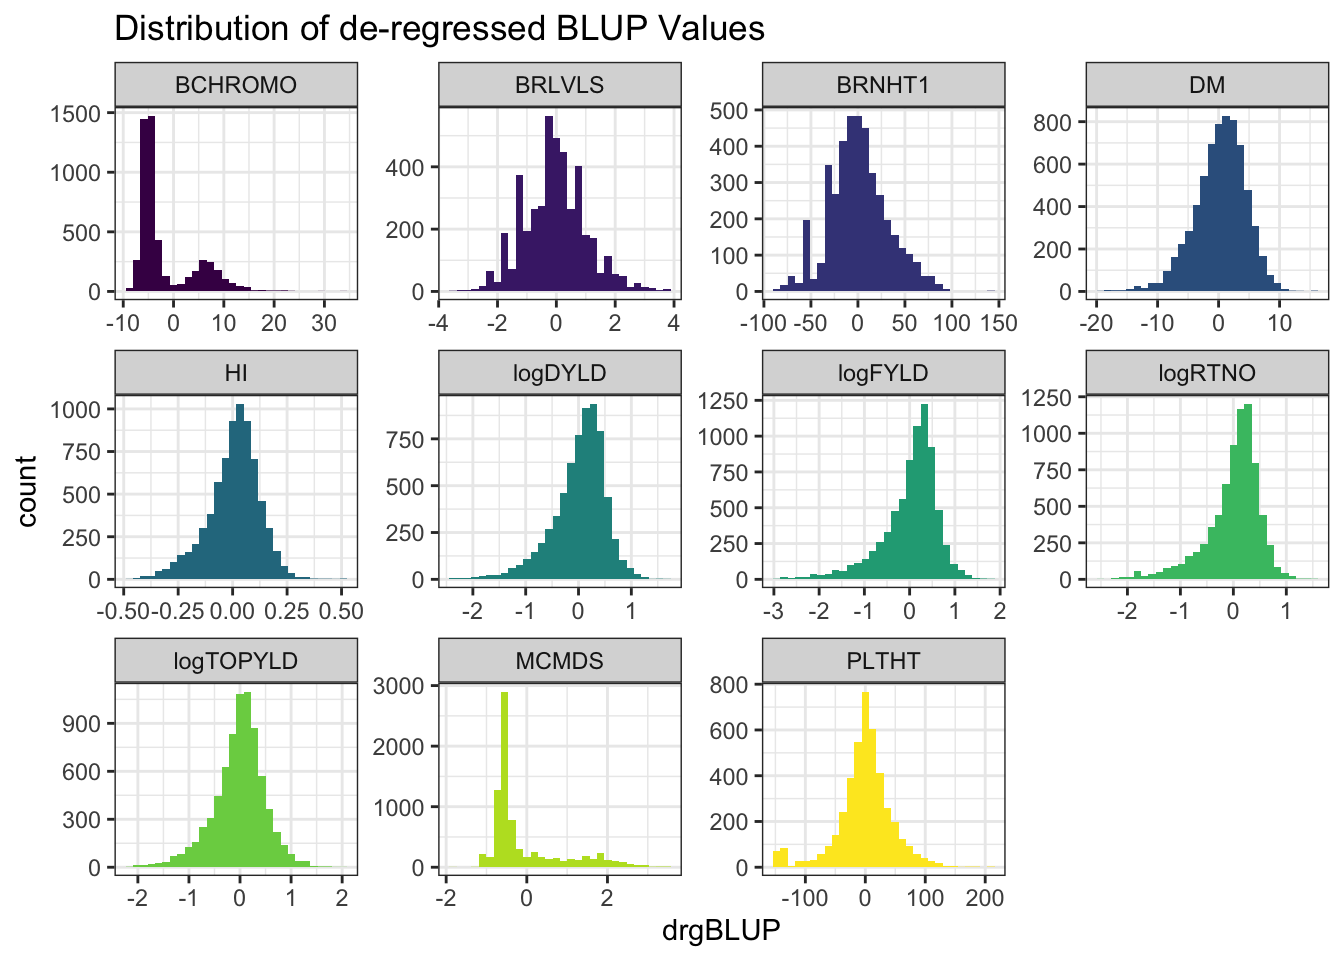 Distribution of de-regressed BLUP Values
BCHROMO
BRLVLS
BRNHT1
DM
1500
1000
500
0
400
200
0
500
400
300
200
100
0
800
600
400
200
0
-10 0 10 20 30
-4 -2 0 2 4
-100 -50 0 50 100 150
-20 -10 0 10
HI
logDYLD
logFYLD
logRTNO
1000
750
500
250
0
750
500
250
0
1250
1000
750
500
250
0
1250
1000
750
500
250
0
-0.50 -0.25 0.00 0.25 0.50
-2 -1 0 1
-3 -2 -1 0 1 2
-2 -1 0 1
logTOPYLD
MCMDS
PLTHT
900
600
300
0
3000
2000
1000
0
800
600
400
200
0
-2 -1 0 1 2
-2 0 2
-100 0 100 200
count
drgBLUP